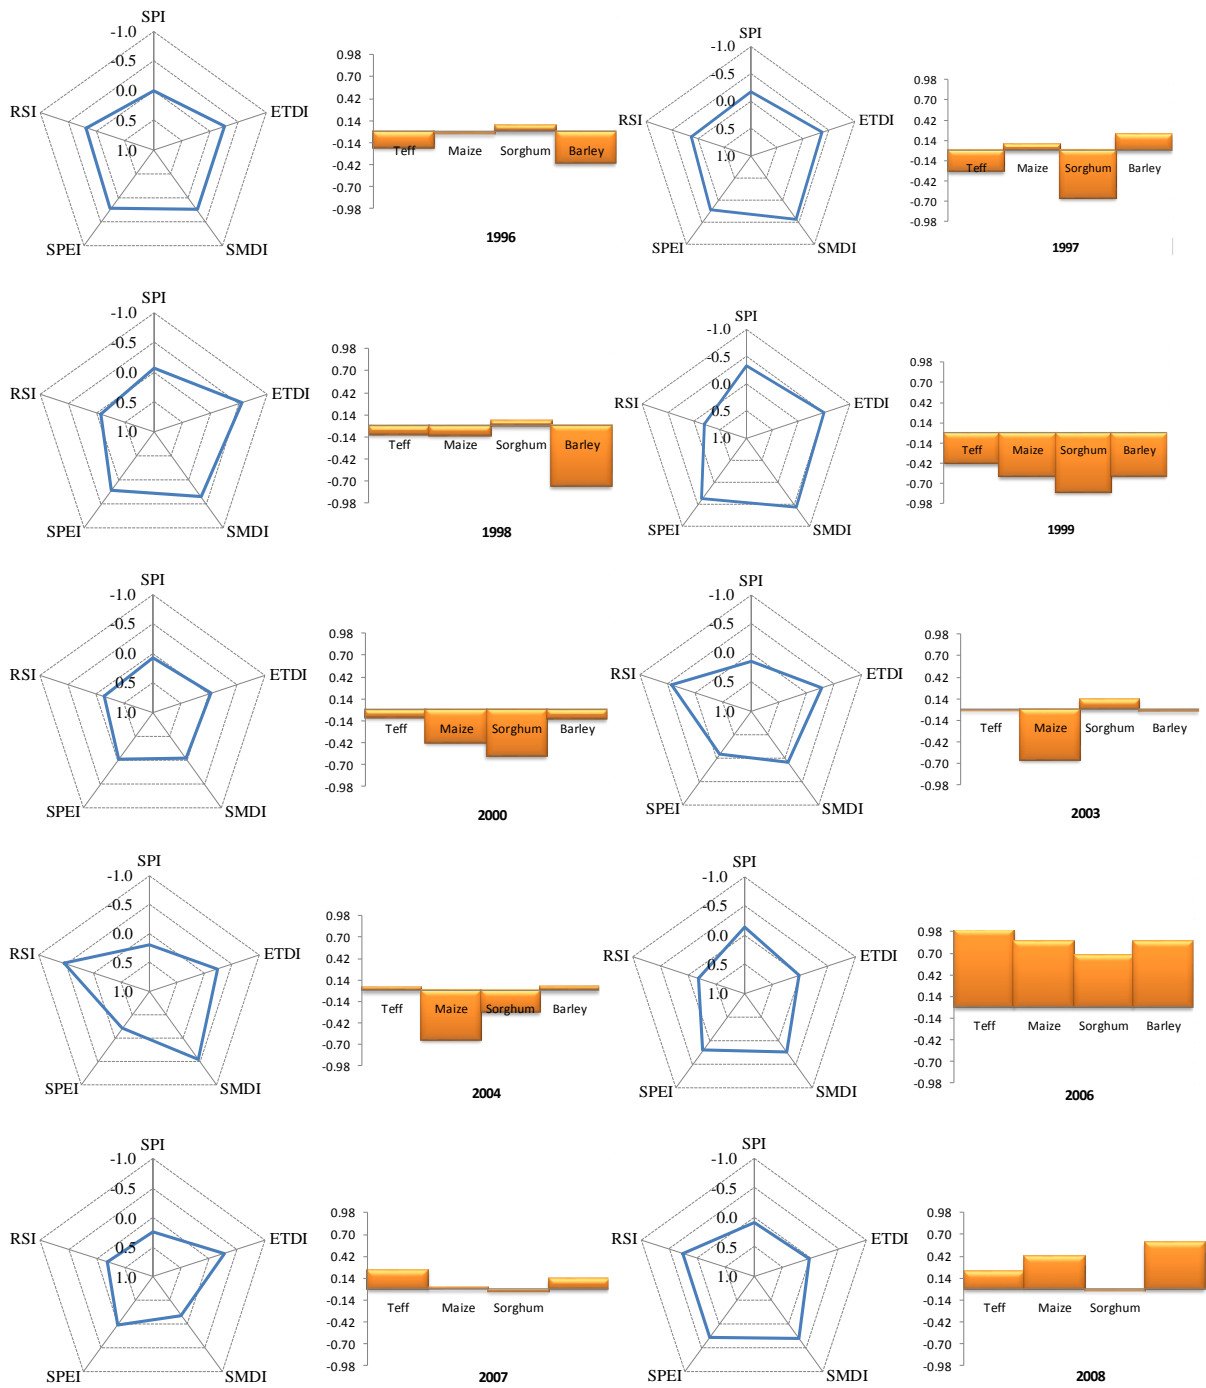 SPI
-1.0
-0.5
0.0
0.5
1.0
RSI
ETDI
SPEI
SMDI
0.98
0.70
0.42
0.14
-0.14
-0.42
-0.70
-0.98
Teff Maize Sorghum Barley
1996
SPI
-1.0
-0.5
0.0
0.5
1.0
RSI
ETDI
SPEI
SMDI
0.98
0.70
0.42
0.14
-0.14
-0.42
-0.70
-0.98
Teff Maize Sorghum Barley
1997
SPI
-1.0
-0.5
0.0
0.5
1.0
RSI
ETDI
SPEI
SMDI
0.98
0.70
0.42
0.14
-0.14
-0.42
-0.70
-0.98
Teff Maize Sorghum Barley
1998
SPI
-1.0
-0.5
0.0
0.5
1.0
RSI
ETDI
SPEI
SMDI
0.98
0.70
0.42
0.14
-0.14
-0.42
-0.70
-0.98
Teff Maize Sorghum Barley
1999
SPI
-1.0
-0.5
0.0
0.5
1.0
RSI
ETDI
SPEI
SMDI
0.98
0.70
0.42
0.14
-0.14
-0.42
-0.70
-0.98
Teff Maize Sorghum Barley
2000
SPI
-1.0
-0.5
0.0
0.5
1.0
RSI
ETDI
SPEI
SMDI
0.98
0.70
0.42
0.14
-0.14
-0.42
-0.70
-0.98
Teff Maize Sorghum Barley
2003
SPI
-1.0
-0.5
0.0
0.5
1.0
RSI
ETDI
SPEI
SMDI
0.98
0.70
0.42
0.14
-0.14
-0.42
-0.70
-0.98
Teff Maize Sorghum Barley
2004
SPI
-1.0
-0.5
0.0
0.5
1.0
RSI
ETDI
SPEI
SMDI
0.98
0.70
0.42
0.14
-0.14
-0.42
-0.70
-0.98
Teff Maize Sorghum Barley
2006
SPI
-1.0
-0.5
0.0
0.5
1.0
RSI
ETDI
SPEI
SMDI
0.98
0.70
0.42
0.14
-0.14
-0.42
-0.70
-0.98
Teff Maize Sorghum Barley
2007
SPI
-1.0
-0.5
0.0
0.5
1.0
RSI
ETDI
SPEI
SMDI
0.98
0.70
0.42
0.14
-0.14
-0.42
-0.70
-0.98
Teff Maize Sorghum Barley
2008